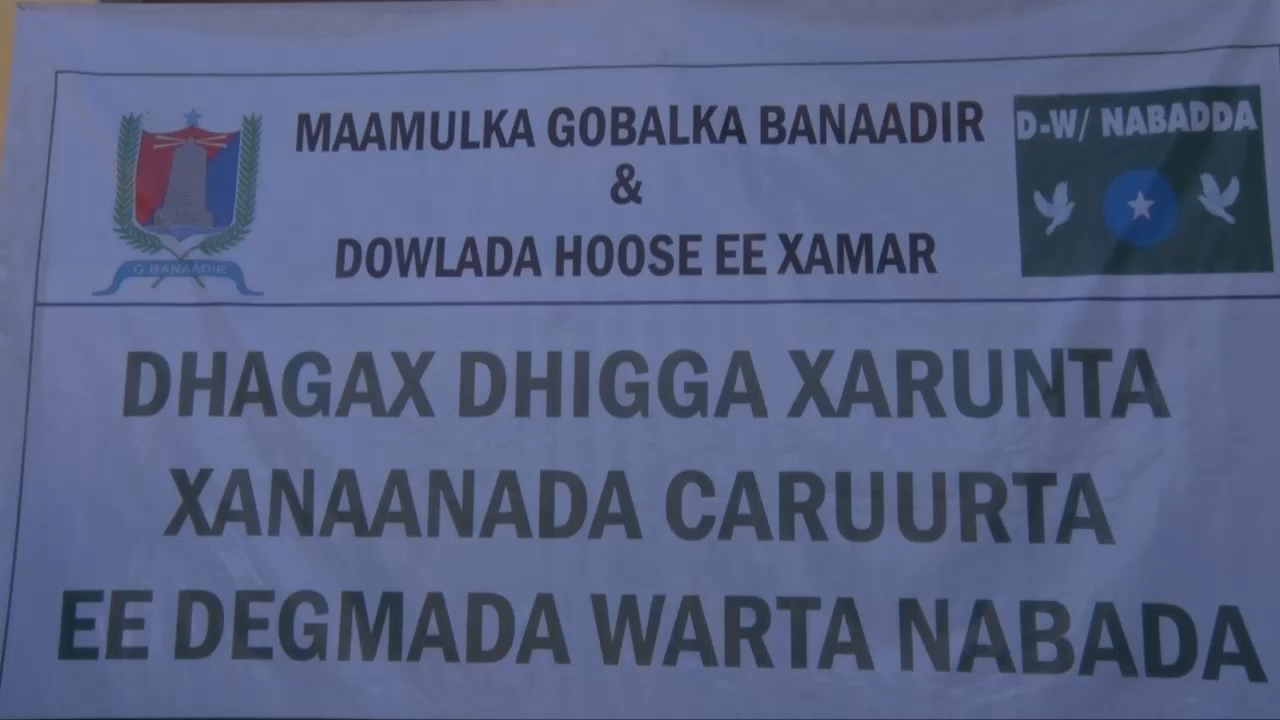 MAAMULKA GOBALKA BANAADIR
&
DOWLADA HOOSE EE XAMAR
G BANAADIR
D-W/ NABADDA
DHAGAX DHIGGA XARUNTA
XANAANADA CARUURTA
EE DEGMADA WARTA NABADA